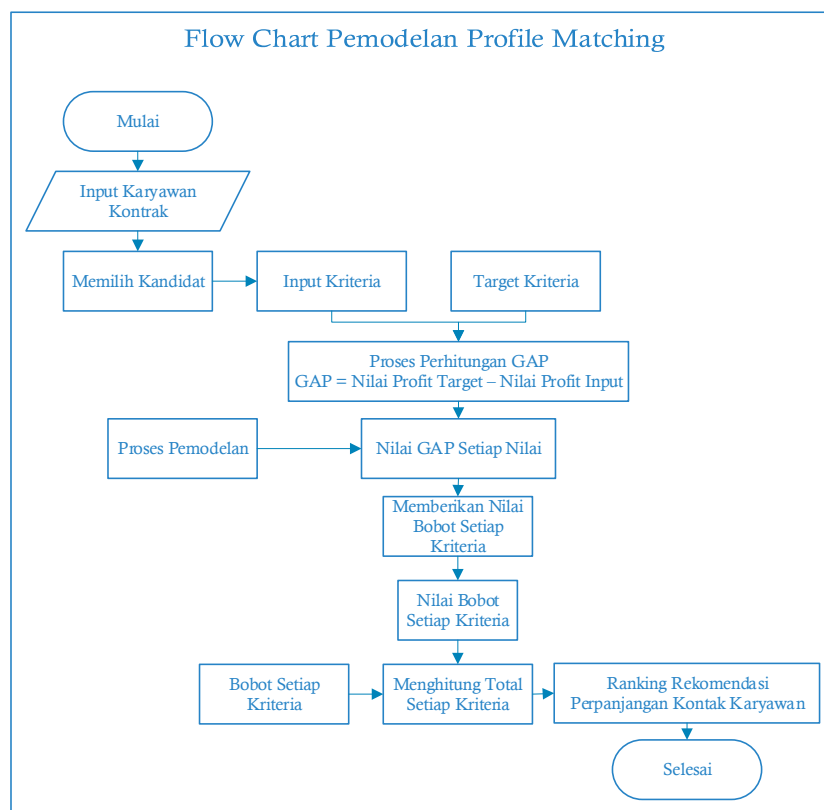 Flow Chart Pemodelan Profile Matching
Mulai
Input Karyawan
Kontrak
Memilih Kandidat
Input Kriteria
Target Kriteria
Proses Perhitungan GAP
GAP = Nilai Profit Target – Nilai Profit Input
Proses Pemodelan
Nilai GAP Setiap Nilai
Memberikan Nilai
Bobot Setiap
Kriteria
Nilai Bobot
Setiap Kriteria
Bobot Setiap
Kriteria
Menghitung Total
Setiap Kriteria
Ranking Rekomendasi
Perpanjangan Kontak Karyawan
Selesai